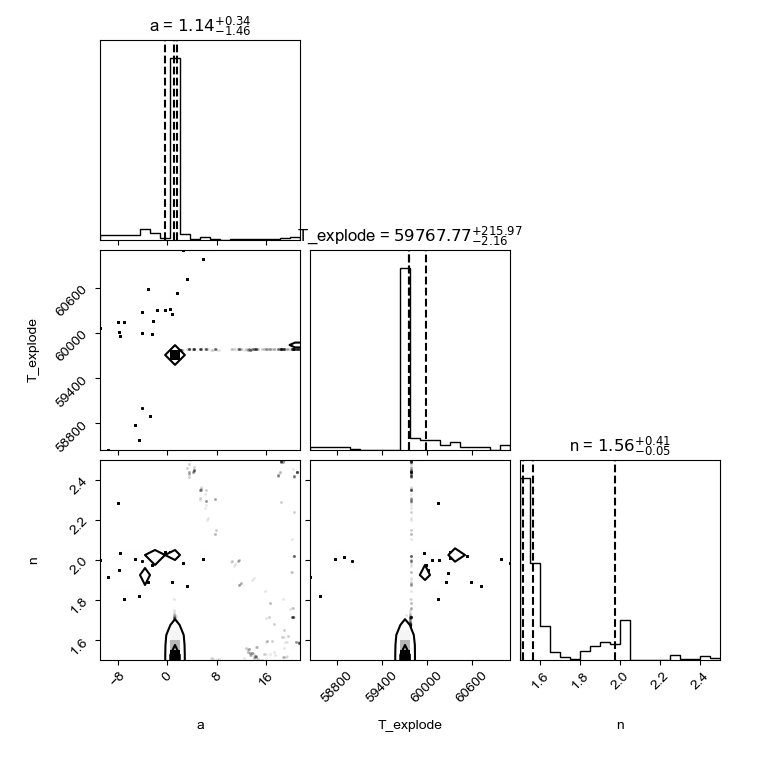 a = 1.14+0.34−1.46
T_explode = 59767.77+215.97−2.16
60600
60000
59400
58800
T_explode
n = 1.56+0.41−0.05
2.4
2.2
2.0
1.8
1.6
n
−8 0 8 16
58800 59400 60000 60600
1.6 1.8 2.0 2.2 2.4
a T_explode n